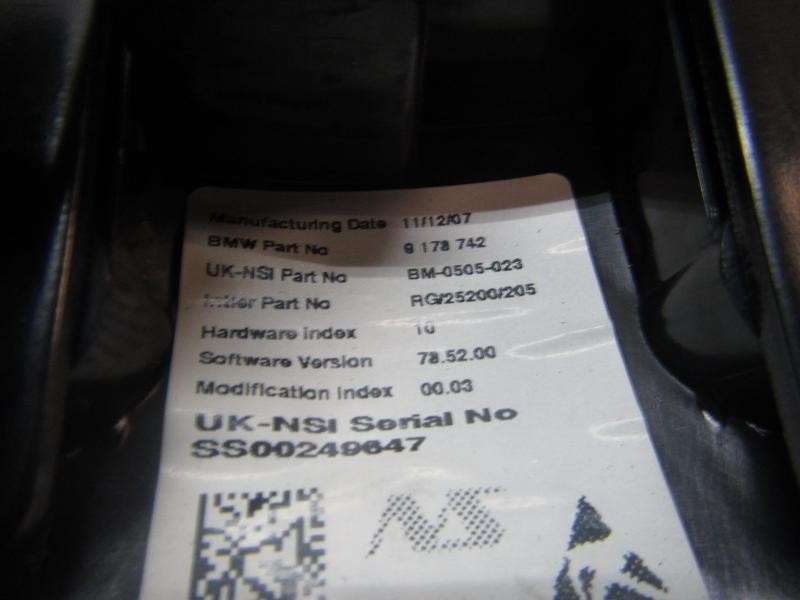 Manufacturing Date 11/12/07
BMW Part No 9 178 742
UK-NSI Part No BM-0505-023
Intier Part No RG/25200/205
Hardware Index 10
Software Version 78.52.00
Modification Index 00.03
UK-NSI Serial No
SS00249647
NS